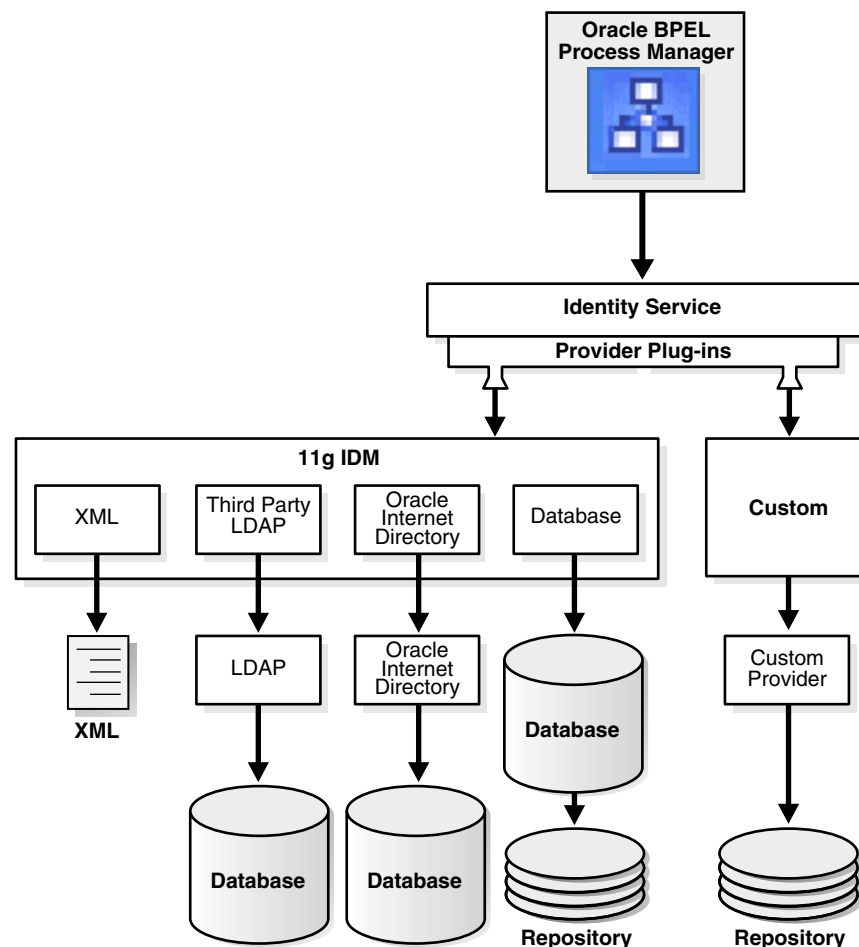 Oracle BPEL
Process Manager
Identity Service
Provider Plug-ins
11g IDM
XML
Third Party
LDAP
Oracle
Internet
Directory
Database
Custom
XML
LDAP
Oracle
Internet
Directory
Database
Custom
Provider
Database
Database
Repository
Repository